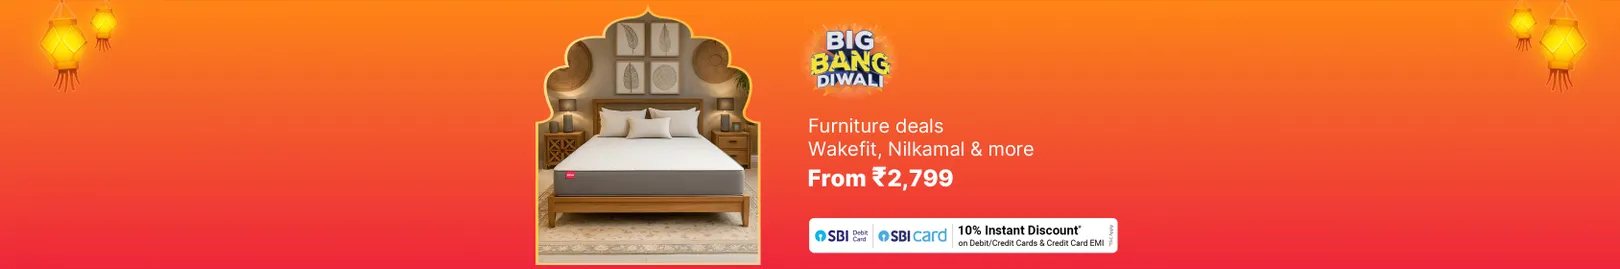 BIG
BANG
DIWALI
Furniture deals
Wakefit, Nilkamal & more
From ₹2,799
SBI Debit Card SBI card 10% Instant Discount*
on Debit/Credit Cards & Credit Card EMI
*T&C Apply